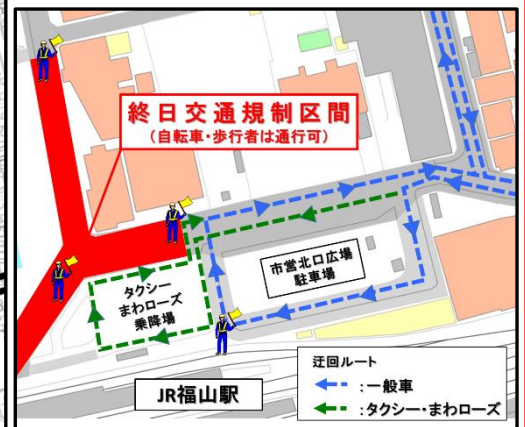 終日交通規制区間
(自転車・歩行者は通行可)
タクシー
まわローズ
乗降場
市営北口広場
駐車場
JR福山駅
迂回ルート
:一般車
:タクシー・まわローズ